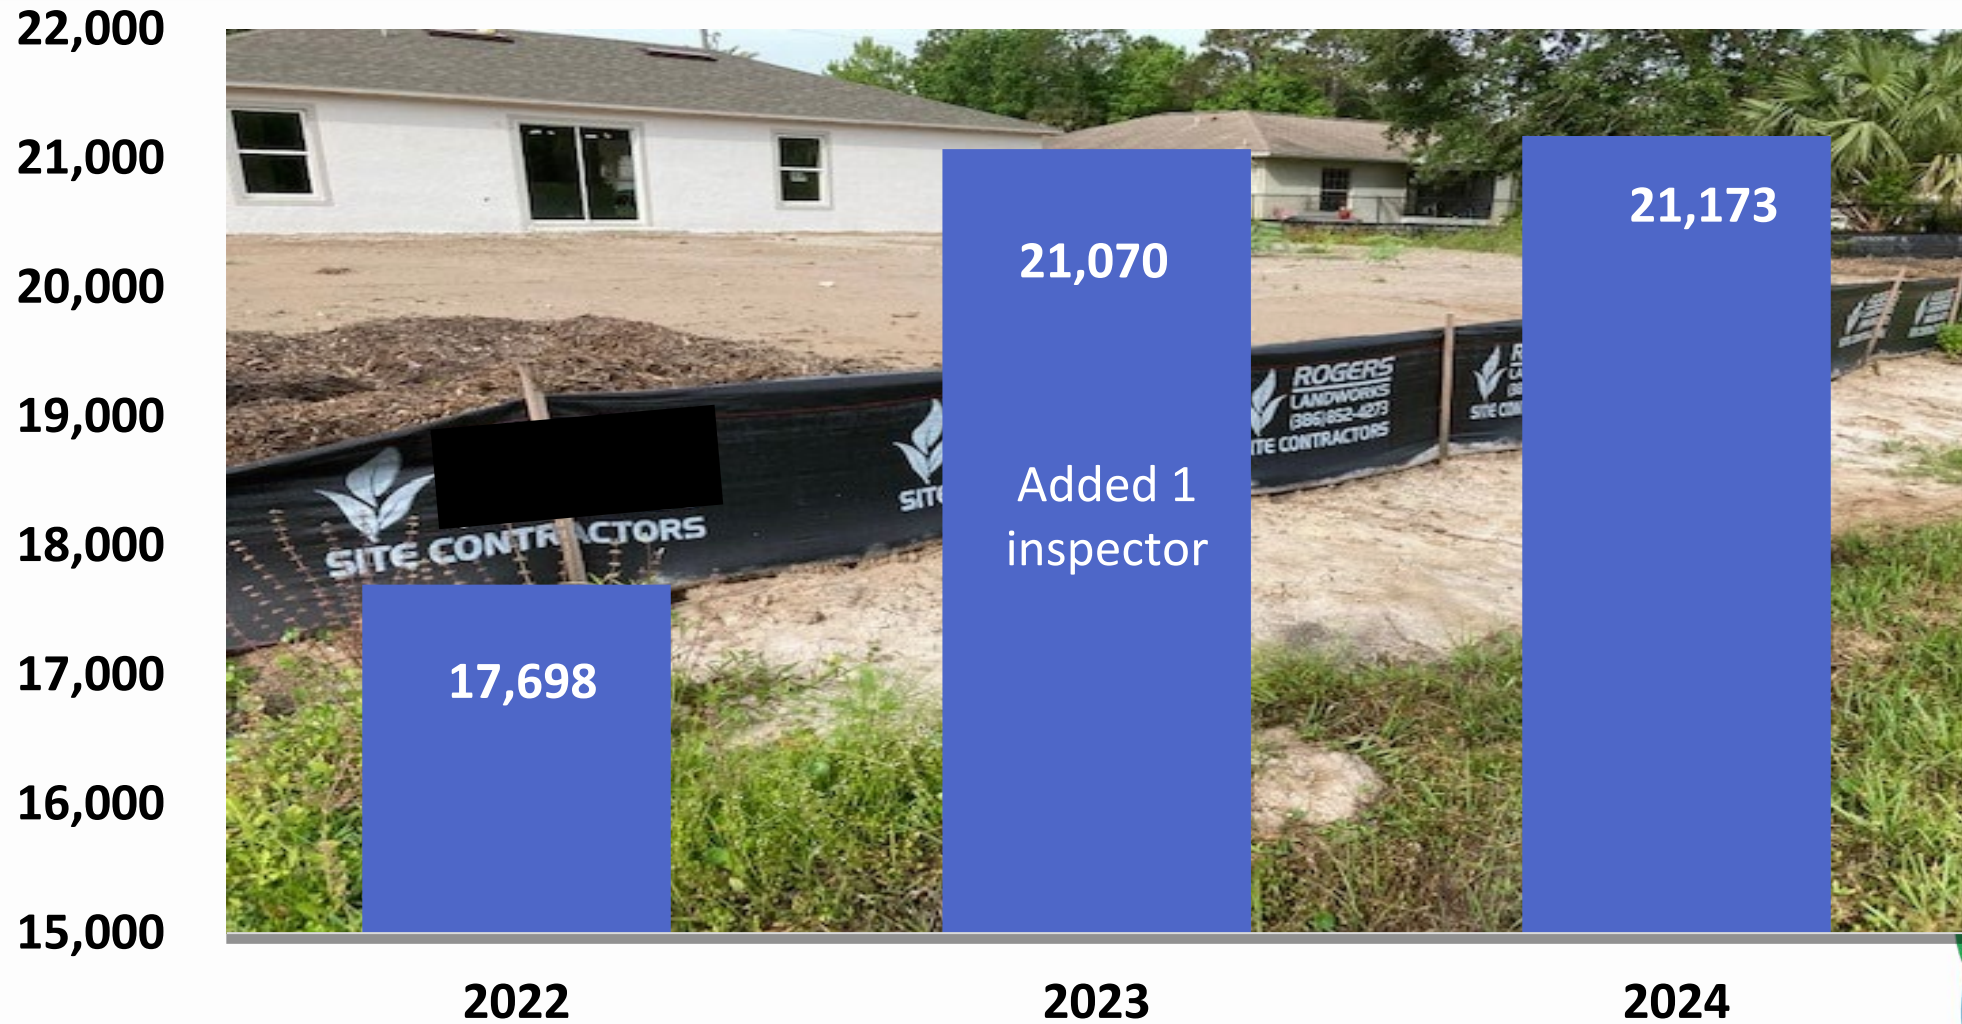 22,000
21,000
20,000
19,000
18,000
17,000
16,000
15,000
21,173
21,070
ROGERS
LANDWORKS
(386)852-4273
SITE CONTRACTORS
Added 1
inspector
SITE CONTRACTORS
17,698
2022
2023
2024